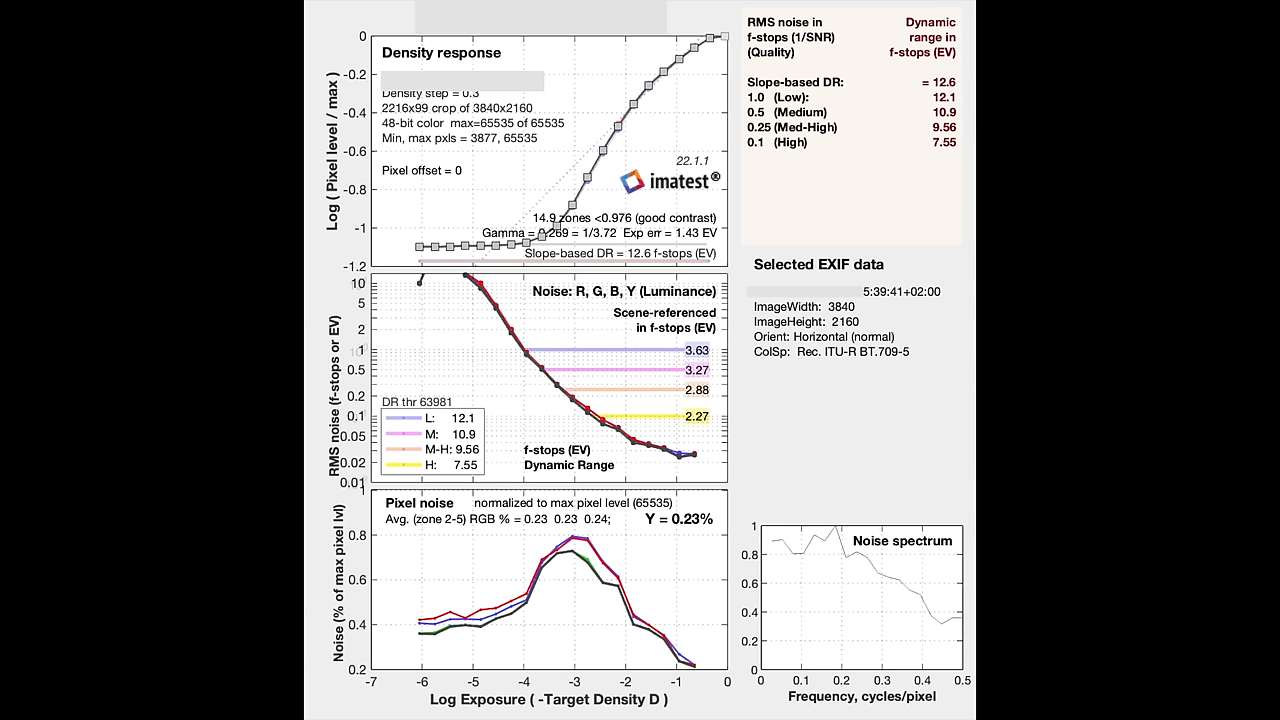 Density response
Density step = 0.3
2216x99 crop of 3840x2160
48-bit color  max=65535 of 65535
Min, max pxls = 3877, 65535
Pixel offset = 0
22.1.1
imatest®
14.9 zones <0.976 (good contrast)
Gamma = 0.269 = 1/3.72  Exp err = 1.43 EV
Slope-based DR = 12.6 f-stops (EV)
Log ( Pixel level / max )
0
-0.2
-0.4
-0.6
-0.8
-1
-1.2
RMS noise in f-stops (1/SNR) (Quality)
Dynamic range in f-stops (EV)
Slope-based DR: = 12.6
1.0 (Low): 12.1
0.5 (Medium) 10.9
0.25 (Med-High) 9.56
0.1 (High) 7.55
Selected EXIF data
5:39:41+02:00
ImageWidth: 3840
ImageHeight: 2160
Orient: Horizontal (normal)
ColSp: Rec. ITU-R BT.709-5
Noise: R, G, B, Y (Luminance)
Scene-referenced
in f-stops (EV)
3.63
3.27
2.88
2.27
DR thr 63981
L: 12.1
M: 10.9
M-H: 9.56
H: 7.55
f-stops (EV)
Dynamic Range
RMS noise (f-stops or EV)
10
5
2
1
0.5
0.2
0.1
0.05
0.02
0.01
Pixel noise normalized to max pixel level (65535)
Avg. (zone 2-5) RGB % = 0.23 0.23 0.24; Y = 0.23%
Noise (% of max pixel lvl)
1
0.8
0.6
0.4
0.2
-7 -6 -5 -4 -3 -2 -1 0
Log Exposure ( -Target Density D )
Noise spectrum
1
0.8
0.6
0.4
0.2
0
0 0.1 0.2 0.3 0.4 0.5
Frequency, cycles/pixel